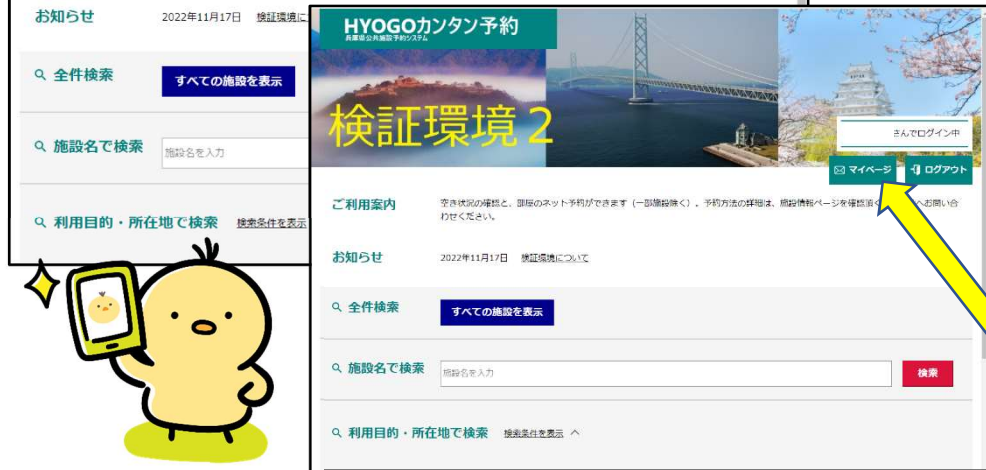 お知らせ
2022年11月17日 検証環境に
全件検索
すべての施設を表示
施設名で検索
施設名を入力
利用目的・所在地で検索 検索条件を表示
HYOGOカンタン予約
兵庫県公共施設予約システム
検証環境2
さんでログイン中
マイページ
ログアウト
ご利用案内
空き状況の確認と、部屋のネット予約ができます(一部施設除く)。予約方法の詳細は、施設情報ページを確認頂く
へお問い合
わせください。
お知らせ
2022年11月17日 検証環境について
全件検索
すべての施設を表示
施設名で検索
施設名を入力
検索
利用目的・所在地で検索 検索条件を表示